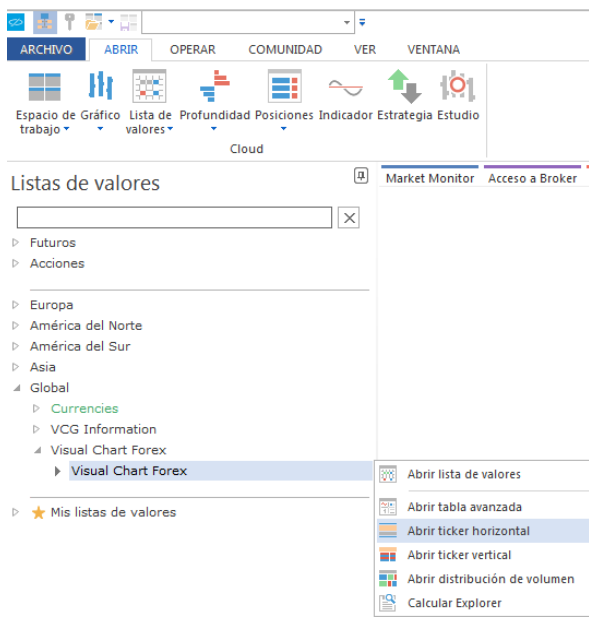 ARCHIVO ABRIR OPERAR COMUNIDAD VER VENTANA
Espacio de Gráfico Lista de Profundidad Posiciones Indicador Estrategia Estudio
trabajo valores
Cloud
Listas de valores
Market Monitor Acceso a Broker
Futuros
Acciones
Europa
América del Norte
América del Sur
Asia
Global
Currencies
VCG Information
Visual Chart Forex
Visual Chart Forex
Mis listas de valores
Abrir lista de valores
Abrir tabla avanzada
Abrir ticker horizontal
Abrir ticker vertical
Abrir distribución de volumen
Calcular Explorer